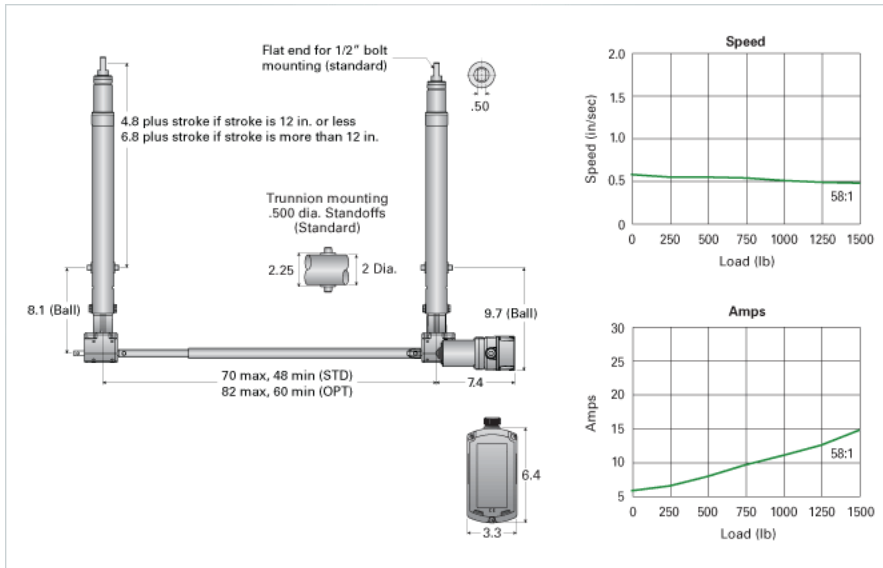 Flat end for 1/2" bolt
mounting (standard)
.50
4.8 plus stroke if stroke is 12 in. or less
6.8 plus stroke if stroke is more than 12 in.
Trunnion mounting
.500 dia. Standoffs
(Standard)
2.25
2 Dia.
8.1 (Ball)
9.7 (Ball)
70 max, 48 min (STD)
82 max, 60 min (OPT)
7.4
6.4
3.3
Speed
Speed (in/sec)
2.0
1.5
1.0
0.5
0
58:1
0 250 500 750 1000 1250 1500
Load (lb)
Amps
Amps
30
25
20
15
10
5
58:1
0 250 500 750 1000 1250 1500
Load (lb)